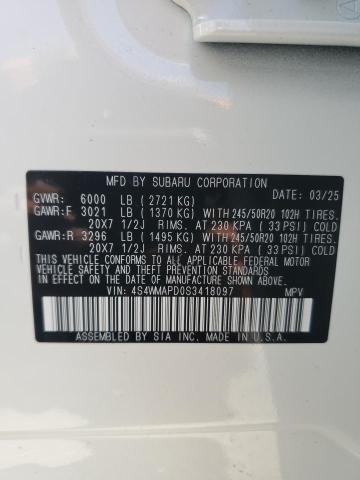 MFD BY SUBARU CORPORATION DATE: 03/25
GVWR: 6000 LB (2721 KG)
GAWR:F 3021 LB (1370 KG) WITH 245/50R20 102H TIRES.
20X7 1/2J RIMS. AT 230 KPA ( 33 PSI) COLD
GAWR:R 3296 LB (1495 KG) WITH 245/50R20 102H TIRES.
20X7 1/2J RIMS. AT 230 KPA ( 33 PSI) COLD
THIS VEHICLE CONFORMS TO ALL APPLICABLE FEDERAL MOTOR
VEHICLE SAFETY AND THEFT PREVENTION STANDARDS
IN EFFECT ON THE DATE OF MANUFACTURE SHOWN ABOVE.
VIN: 4S4WMAPD0S3418097 MPV
ASSEMBLED BY SIA INC. MADE IN U.S.A.